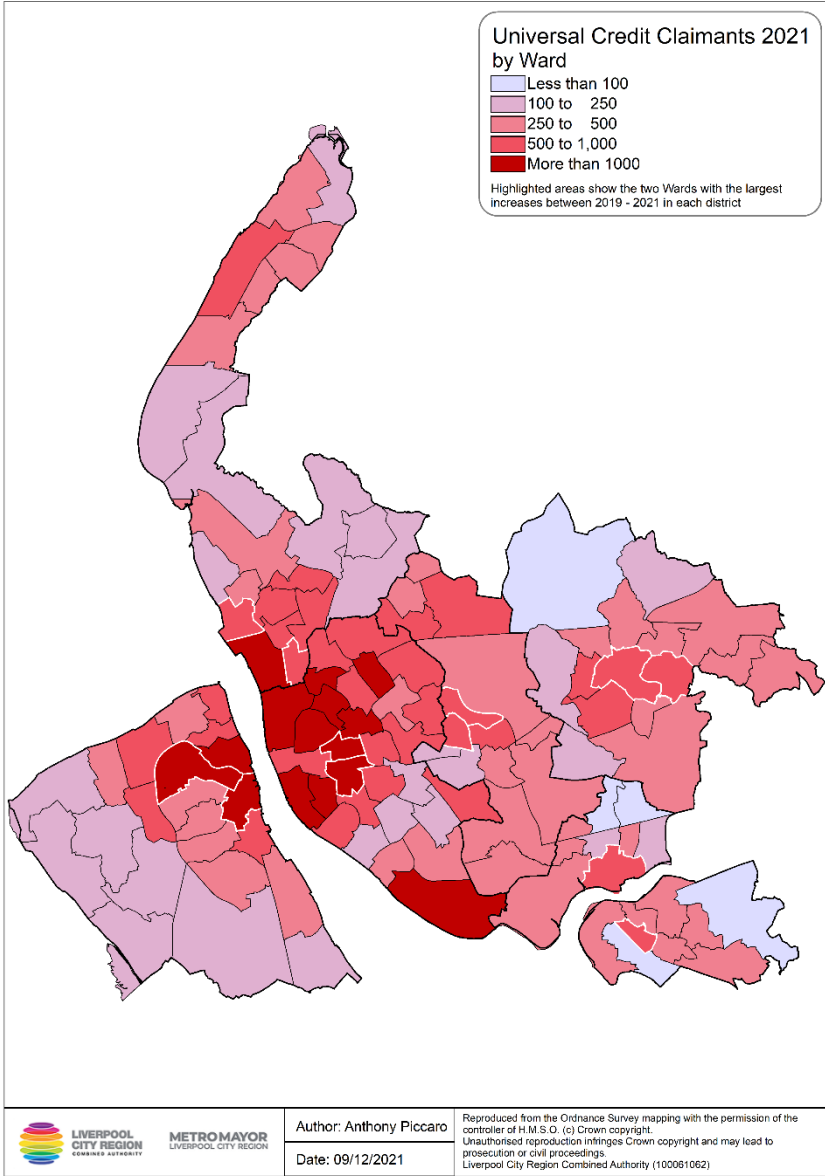 Universal Credit Claimants 2021
by Ward
Less than 100
100 to 250
250 to 500
500 to 1,000
More than 1000
Highlighted areas show the two Wards with the largest
increases between 2019 - 2021 in each district
LIVERPOOL
CITY REGION
COMBINED AUTHORITY
METROMAYOR
LIVERPOOL CITY REGION
Author: Anthony Piccaro
Date: 09/12/2021
Reproduced from the Ordnance Survey mapping with the permission of the
controller of H.M.S.O. (c) Crown copyright.
Unauthorised reproduction infringes Crown copyright and may lead to
prosecution or civil proceedings.
Liverpool City Region Combined Authority (100061062)